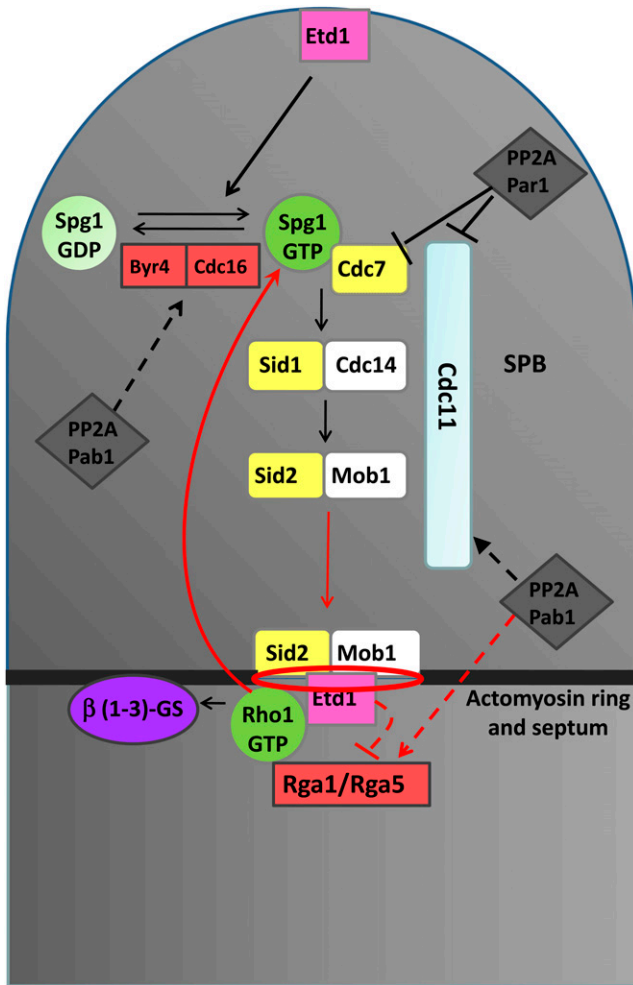 Etd1
PP2A
Par1
Spg1
GDP
Spg1
GTP
Byr4
Cdc16
Cdc7
Sid1
Cdc14
Cdc11
SPB
PP2A
Pab1
Sid2
Mob1
PP2A
Pab1
Sid2
Mob1
Etd1
β (1-3)-GS
Rho1
GTP
Actomyosin ring
and septum
Rga1/Rga5